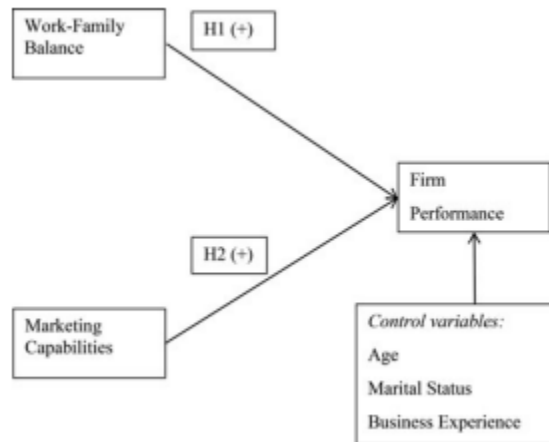 Work-Family
Balance
H1 (+)
Firm
Performance
H2 (+)
Marketing
Capabilities
Control variables:
Age
Marital Status
Business Experience